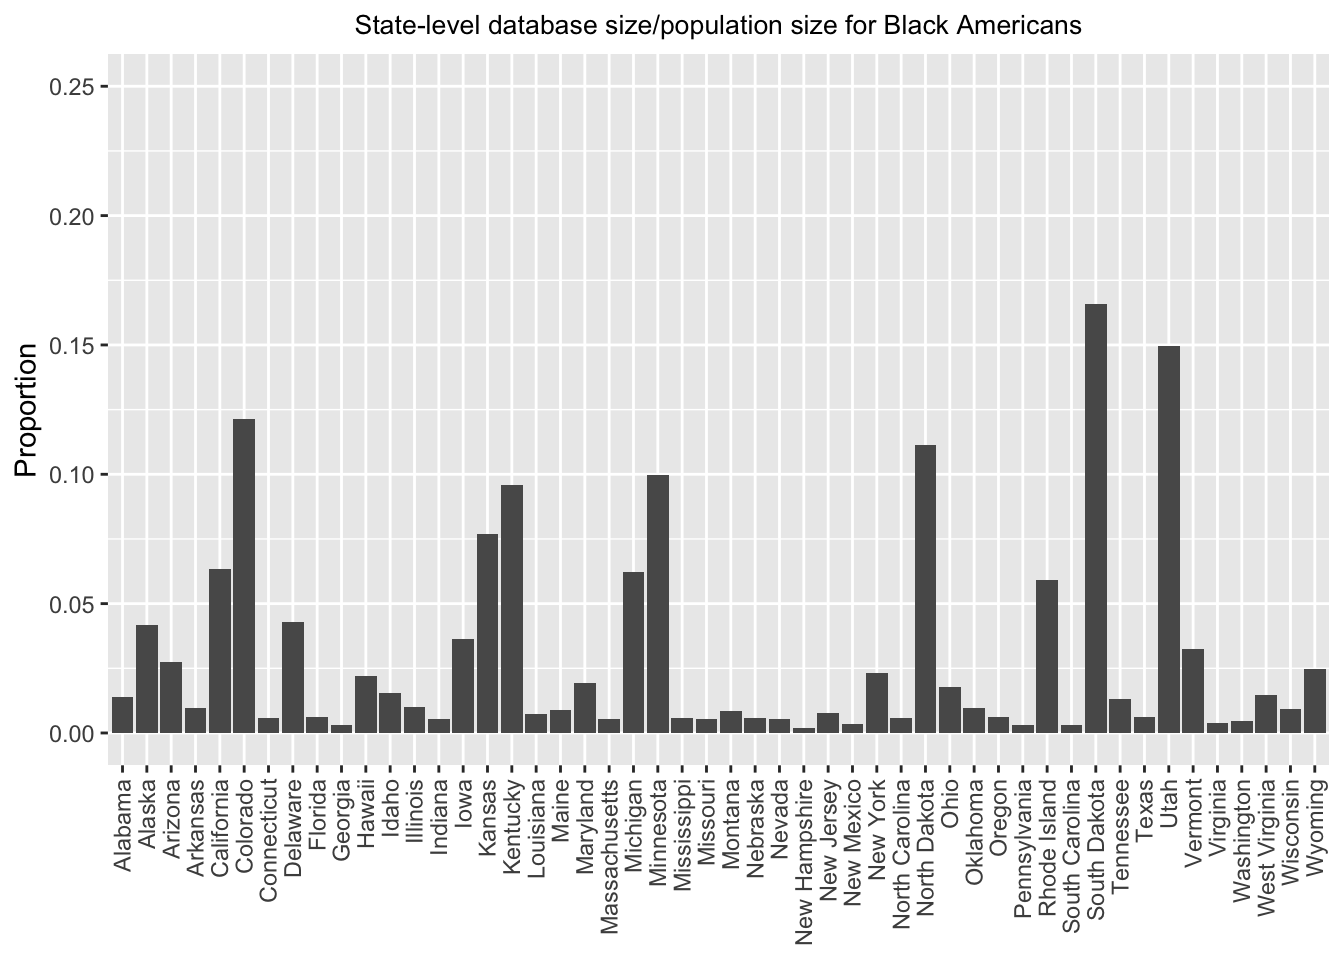 State-level database size/population size for Black Americans
0.25
0.20
0.15
0.10
0.05
0.00
Proportion
Alabama
Alaska
Arizona
Arkansas
California
Colorado
Connecticut
Delaware
Florida
Georgia
Hawaii
Idaho
Illinois
Indiana
Iowa
Kansas
Kentucky
Louisiana
Maine
Maryland
Massachusetts
Michigan
Minnesota
Mississippi
Missouri
Montana
Nebraska
Nevada
New Hampshire
New Jersey
New Mexico
New York
North Carolina
North Dakota
Ohio
Oklahoma
Oregon
Pennsylvania
Rhode Island
South Carolina
South Dakota
Tennessee
Texas
Utah
Vermont
Virginia
Washington
West Virginia
Wisconsin
Wyoming